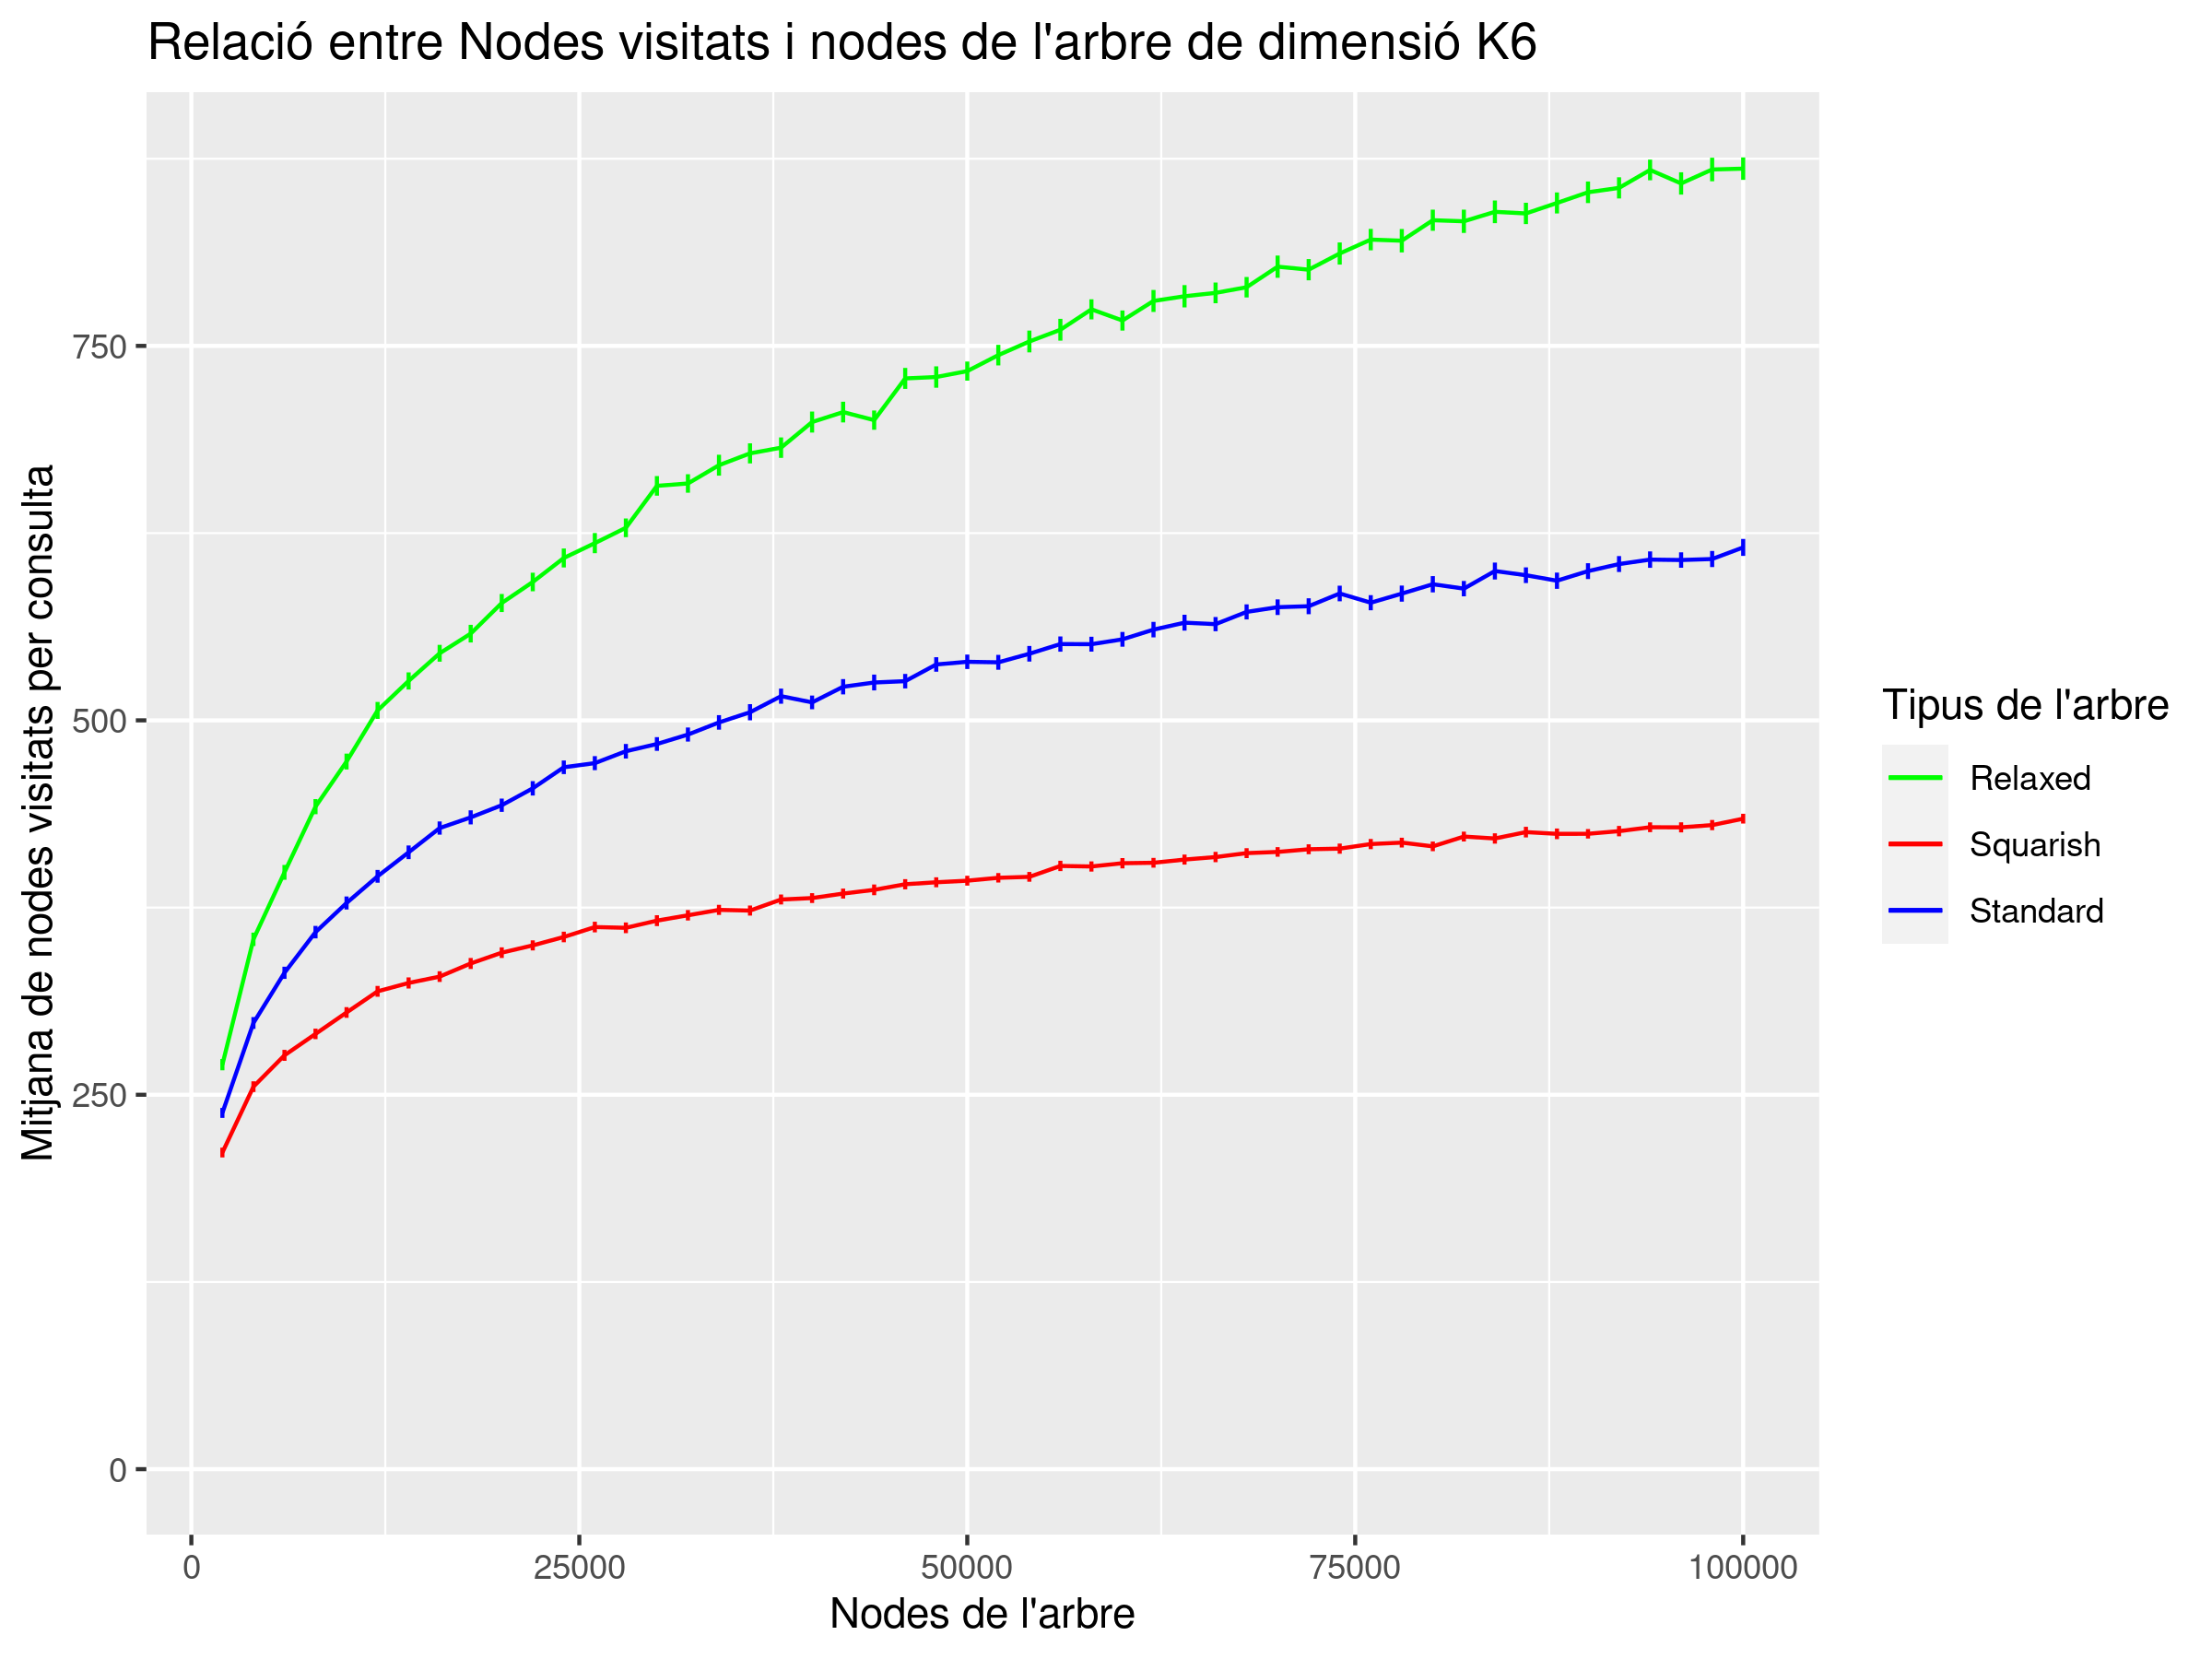 Relació entre Nodes visitats i nodes de l'arbre de dimensió K6
Mitjana de nodes visitats per consulta
750
500
250
0
0
25000
50000
75000
100000
Nodes de l'arbre
Tipus de l'arbre
Relaxed
Squarish
Standard